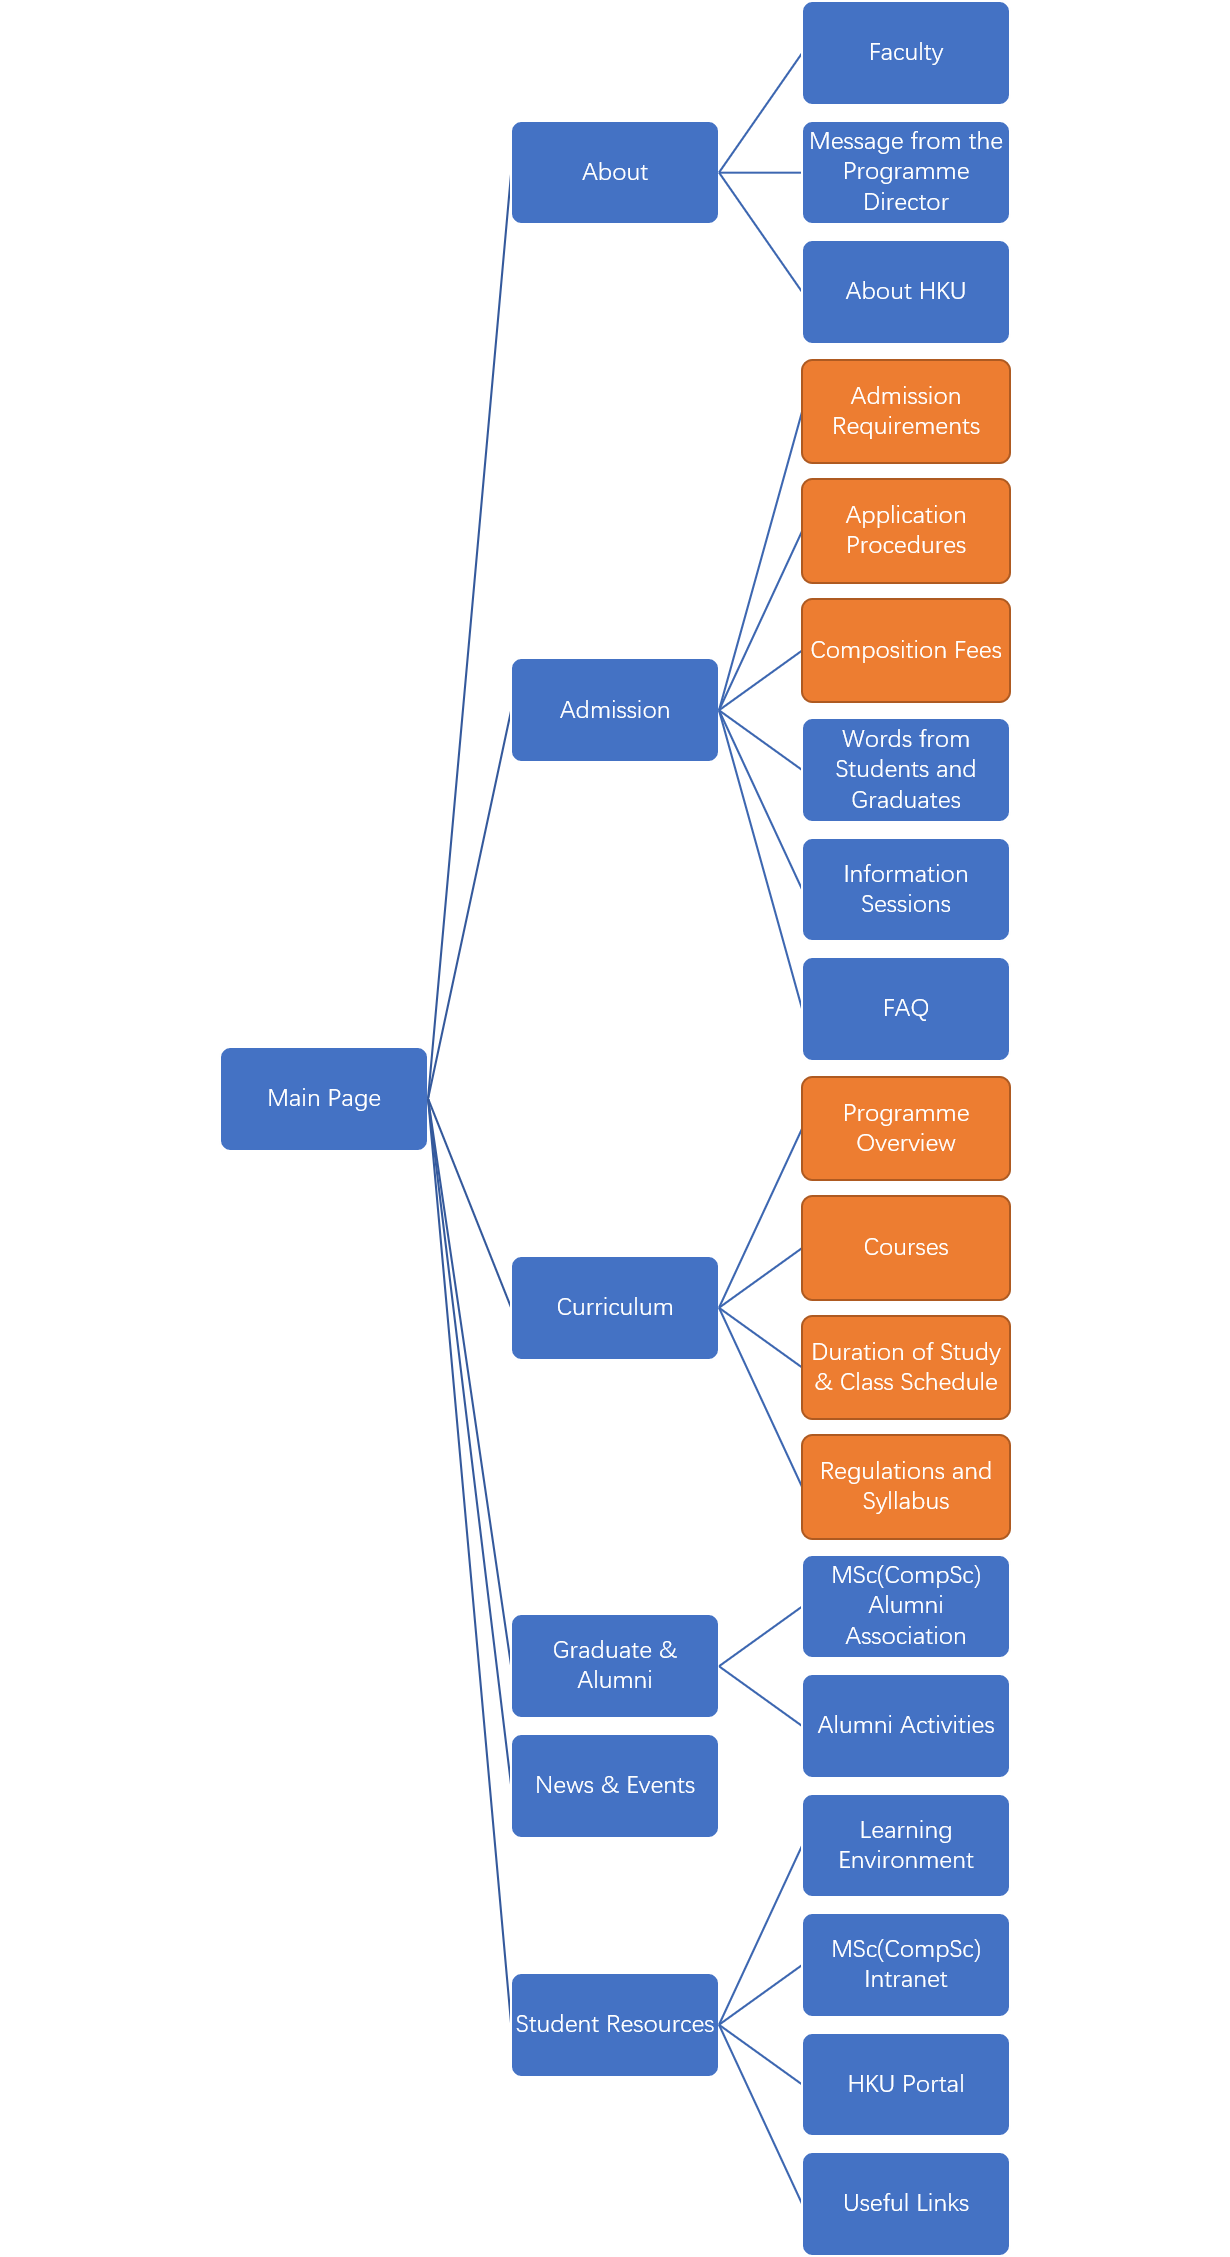 Faculty
About
Message from the
Programme
Director
About HKU
Admission
Requirements
Application
Procedures
Composition Fees
Admission
Words from
Students and
Graduates
Information
Sessions
FAQ
Main Page
Programme
Overview
Courses
Curriculum
Duration of Study
& Class Schedule
Regulations and
Syllabus
MSc(CompSc)
Alumni
Association
Graduate &
Alumni
Alumni Activities
News & Events
Learning
Environment
MSc(CompSc)
Intranet
Student Resources
HKU Portal
Useful Links